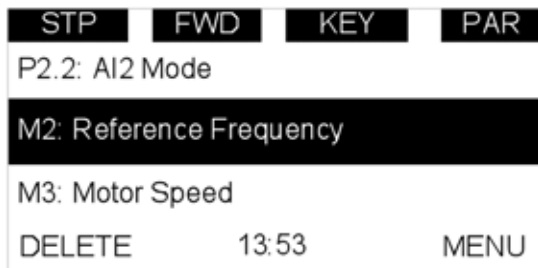 STP FWD KEY PAR
P2.2: AI2 Mode
M2: Reference Frequency
M3: Motor Speed
DELETE 13:53 MENU